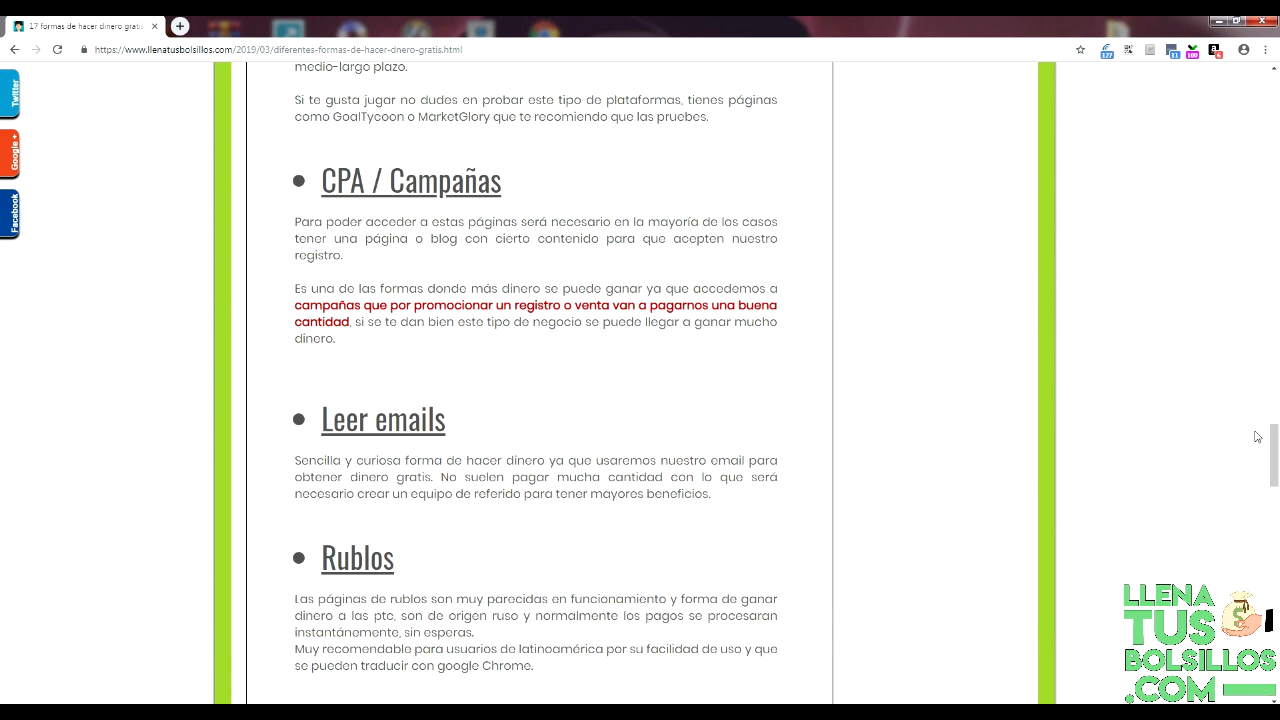 17 formas de hacer dinero gratis
https://www.llenatusbolsillos.com/2019/03/diferentes-formas-de-hacer-dnero-gratis.html
177
11
100
Twitter
Google +
Facebook
medio-largo plazo.
Si te gusta jugar no dudes en probar este tipo de plataformas, tienes páginas
como GoalTycoon o MarketGlory que te recomiendo que las pruebes.
CPA / Campañas
Para poder acceder a estas páginas será necesario en la mayoría de los casos
tener una página o blog con cierto contenido para que acepten nuestro
registro.
Es una de las formas donde más dinero se puede ganar ya que accedemos a
campañas que por promocionar un registro o venta van a pagarnos una buena
cantidad, si se te dan bien este tipo de negocio se puede llegar a ganar mucho
dinero.
Leer emails
Sencilla y curiosa forma de hacer dinero ya que usaremos nuestro email para
obtener dinero gratis. No suelen pagar mucha cantidad con lo que será
necesario crear un equipo de referido para tener mayores beneficios.
Rublos
Las páginas de rublos son muy parecidas en funcionamiento y forma de ganar
dinero a las ptc, son de origen ruso y normalmente los pagos se procesaran
instantánemente, sin esperas.
Muy recomendable para usuarios de latinoamérica por su facilidad de uso y que
se pueden traducir con google Chrome.
LLENA
TUS
BOLSILLOS
.COM